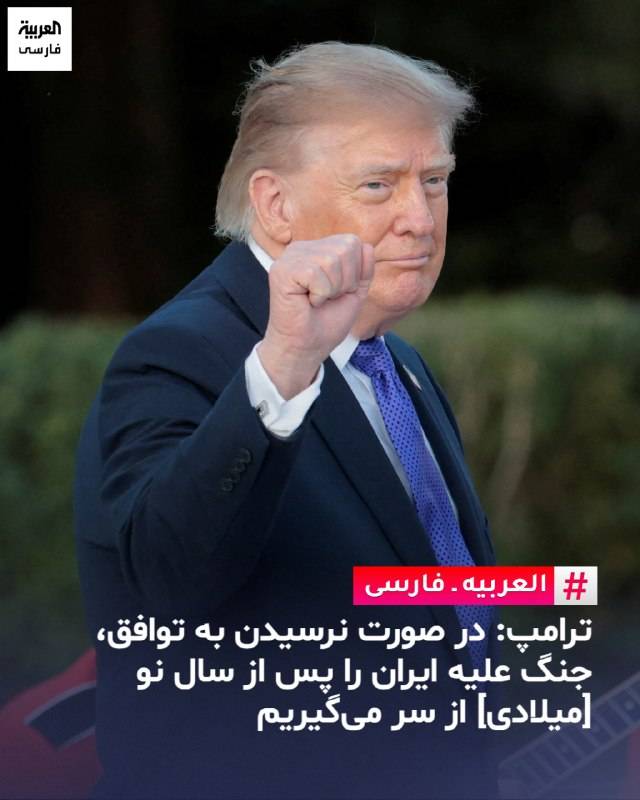 العربية
فارسی
# العربیه ـ فارسی
ترامپ: در صورت نرسیدن به توافق،
جنگ علیه ایران را پس از سال نو
[میلادی] از سر می‌گیریم